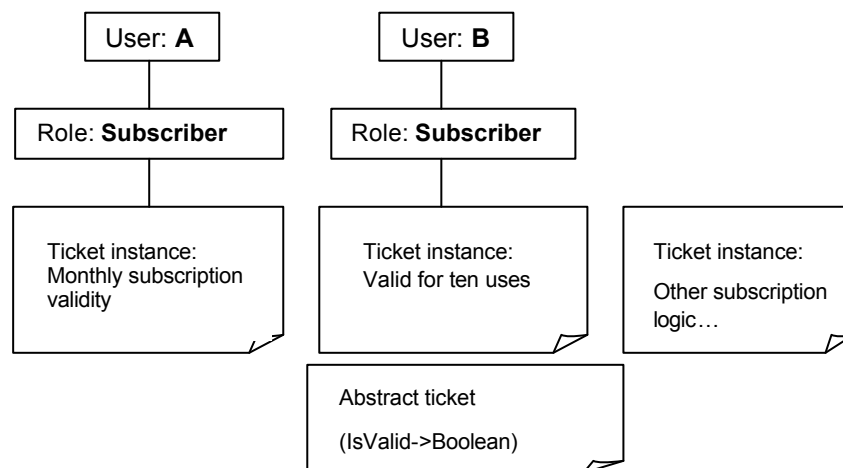 User: A
User: B
Role: Subscriber
Role: Subscriber
Ticket instance:
Monthly subscription
validity
Ticket instance:
Valid for ten uses
Ticket instance:
Other subscription
logic…
Abstract ticket
(IsValid->Boolean)